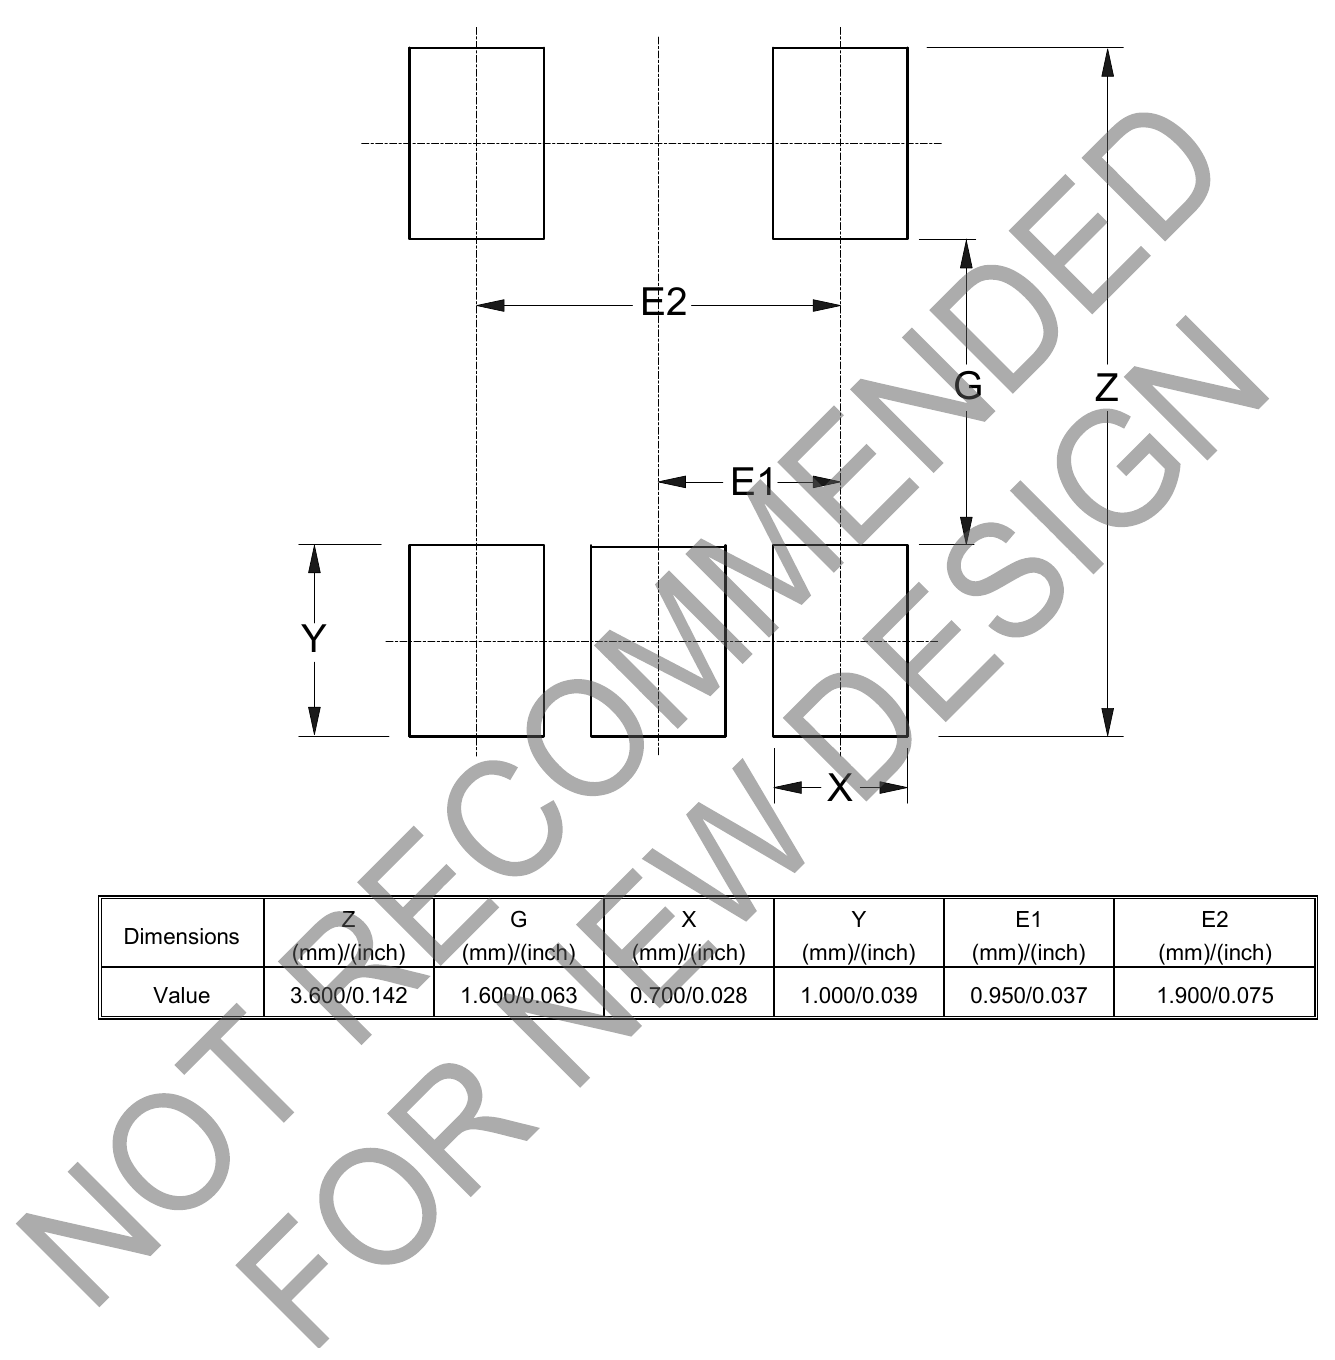 E2
G
Z
E1
Y
X
Dimensions
Z
(mm)/(inch)
G
(mm)/(inch)
X
(mm)/(inch)
Y
(mm)/(inch)
E1
(mm)/(inch)
E2
(mm)/(inch)
Value 3.600/0.142 1.600/0.063 0.700/0.028 1.000/0.039 0.950/0.037 1.900/0.075
NOT RECOMMENDED
FOR NEW DESIGN